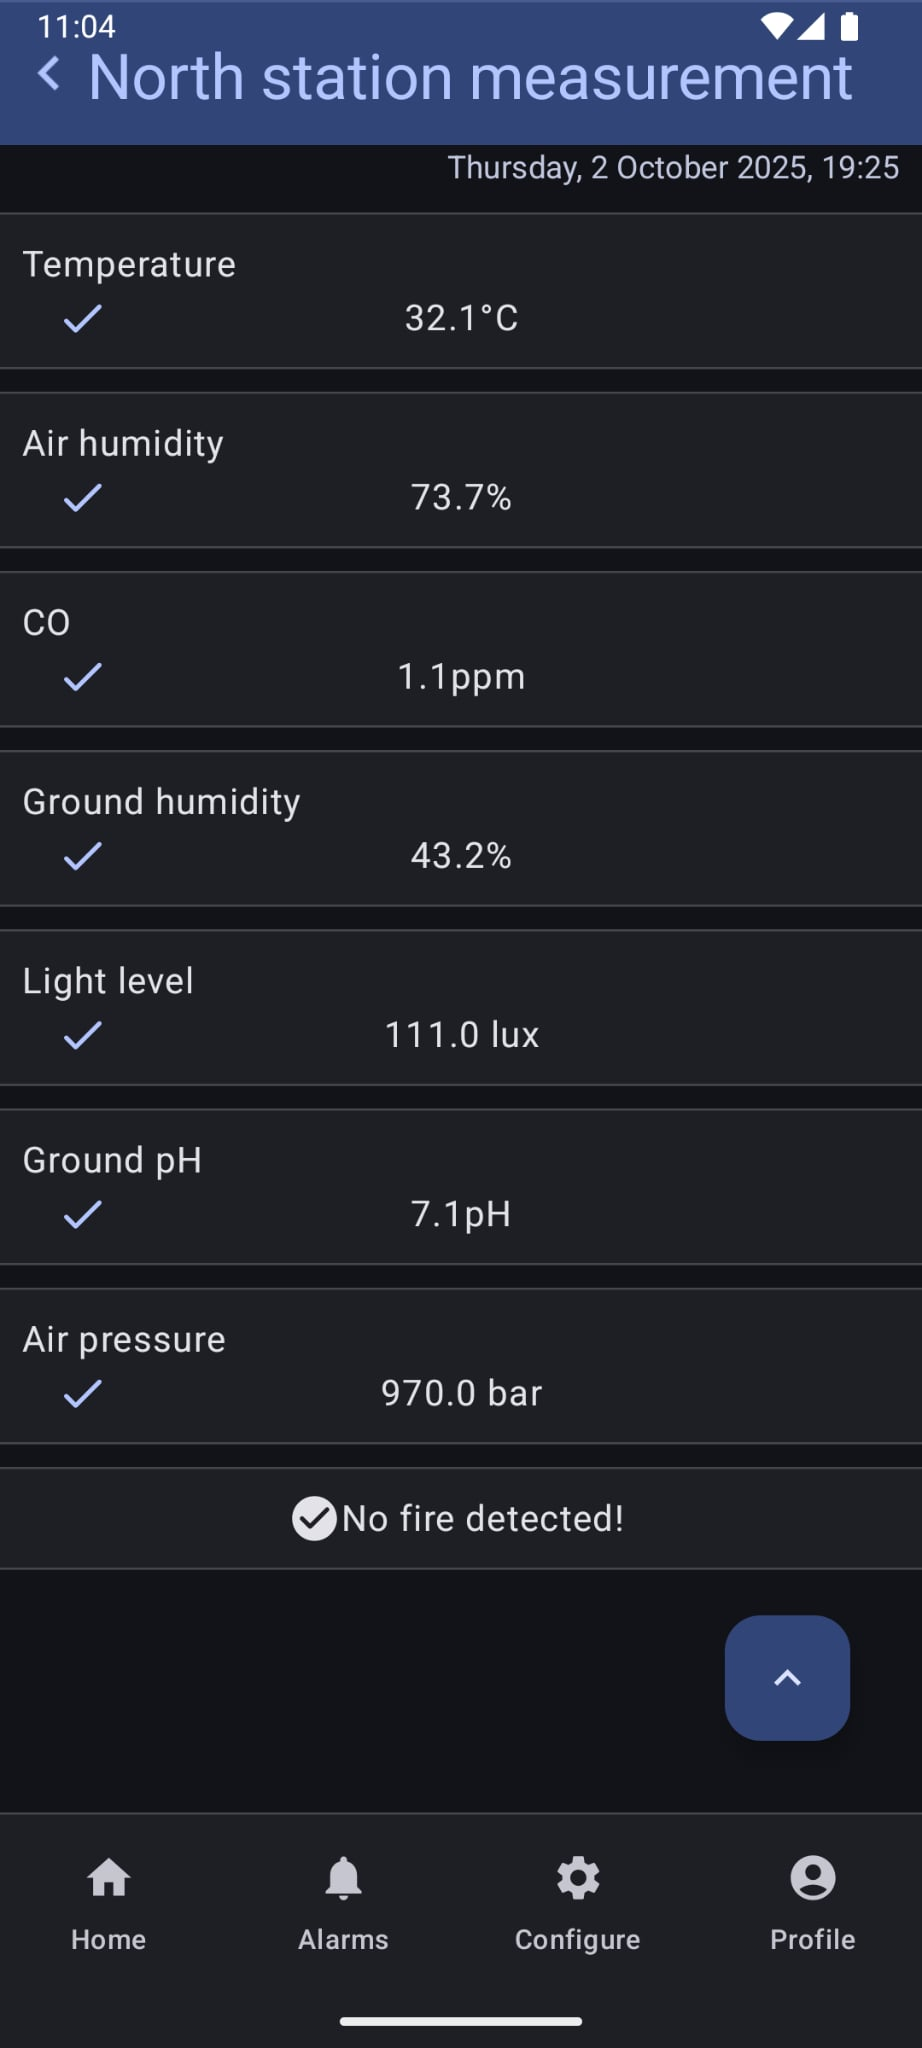 11:04
North station measurement
Thursday, 2 October 2025, 19:25
Temperature
32.1°C
Air humidity
73.7%
CO
1.1ppm
Ground humidity
43.2%
Light level
111.0 lux
Ground pH
7.1pH
Air pressure
970.0 bar
No fire detected!
Home
Alarms
Configure
Profile